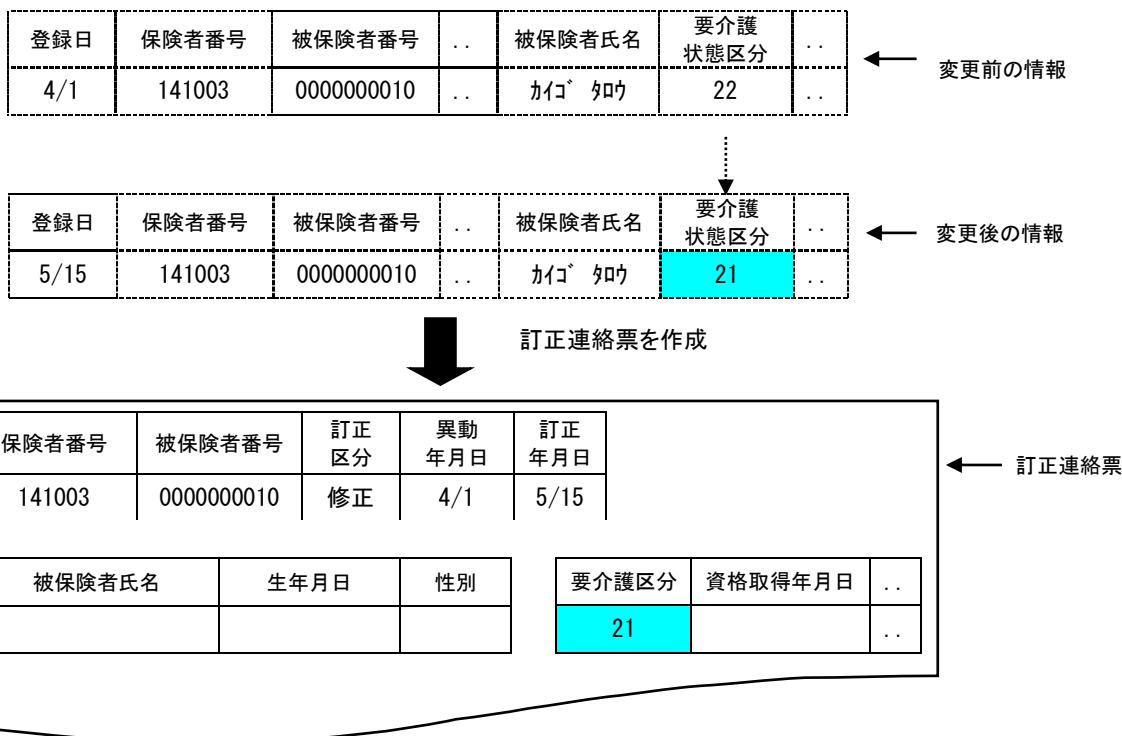 登録日 保険者番号 被保険者番号 .. 被保険者氏名 要介護状態区分 ..
4/1 141003 0000000010 .. ｶｲｺﾞ ﾀﾛｳ 22 ..
変更前の情報
登録日 保険者番号 被保険者番号 .. 被保険者氏名 要介護状態区分 ..
5/15 141003 0000000010 .. ｶｲｺﾞ ﾀﾛｳ 21 ..
変更後の情報
訂正連絡票を作成
保険者番号 被保険者番号 訂正区分 異動年月日 訂正年月日
141003 0000000010 修正 4/1 5/15
訂正連絡票
被保険者氏名 生年月日 性別 要介護区分 資格取得年月日 ..
21 ..